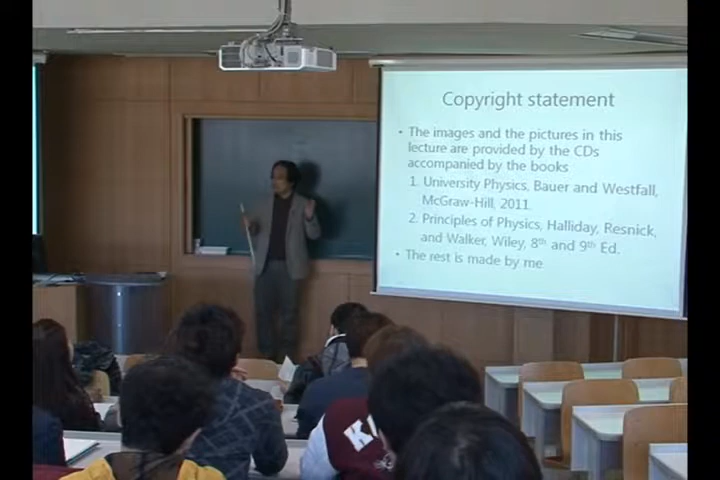 Copyright statement
• The images and the pictures in this
lecture are provided by the CDs
accompanied by the books
1. University Physics, Bauer and Westfall,
McGraw-Hill, 2011.
2. Principles of Physics, Halliday, Resnick,
and Walker, Wiley, 8th and 9th Ed.
• The rest is made by me
K